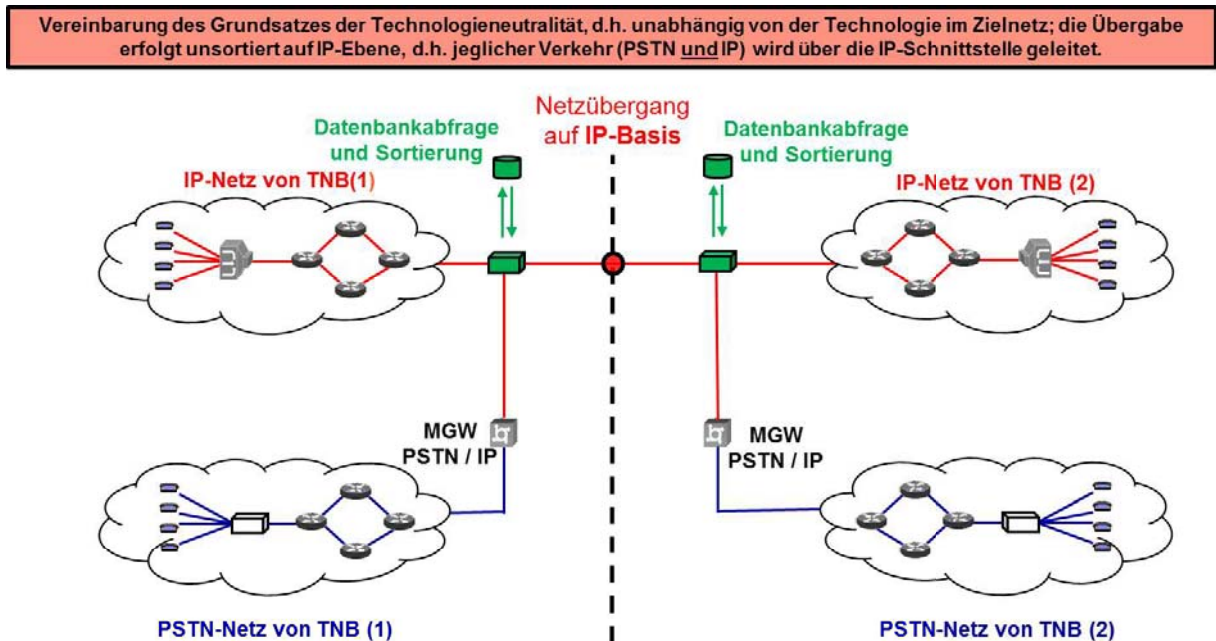 Vereinbarung des Grundsatzes der Technologieneutralität, d.h. unabhängig von der Technologie im Zielnetz; die Übergabe
erfolgt unsortiert auf IP-Ebene, d.h. jeglicher Verkehr (PSTN und IP) wird über die IP-Schnittstelle geleitet.
Netzübergang
auf IP-Basis
Datenbankabfrage
und Sortierung
Datenbankabfrage
und Sortierung
IP-Netz von TNB(1)
IP-Netz von TNB (2)
MGW
PSTN / IP
MGW
PSTN / IP
PSTN-Netz von TNB (1)
PSTN-Netz von TNB (2)